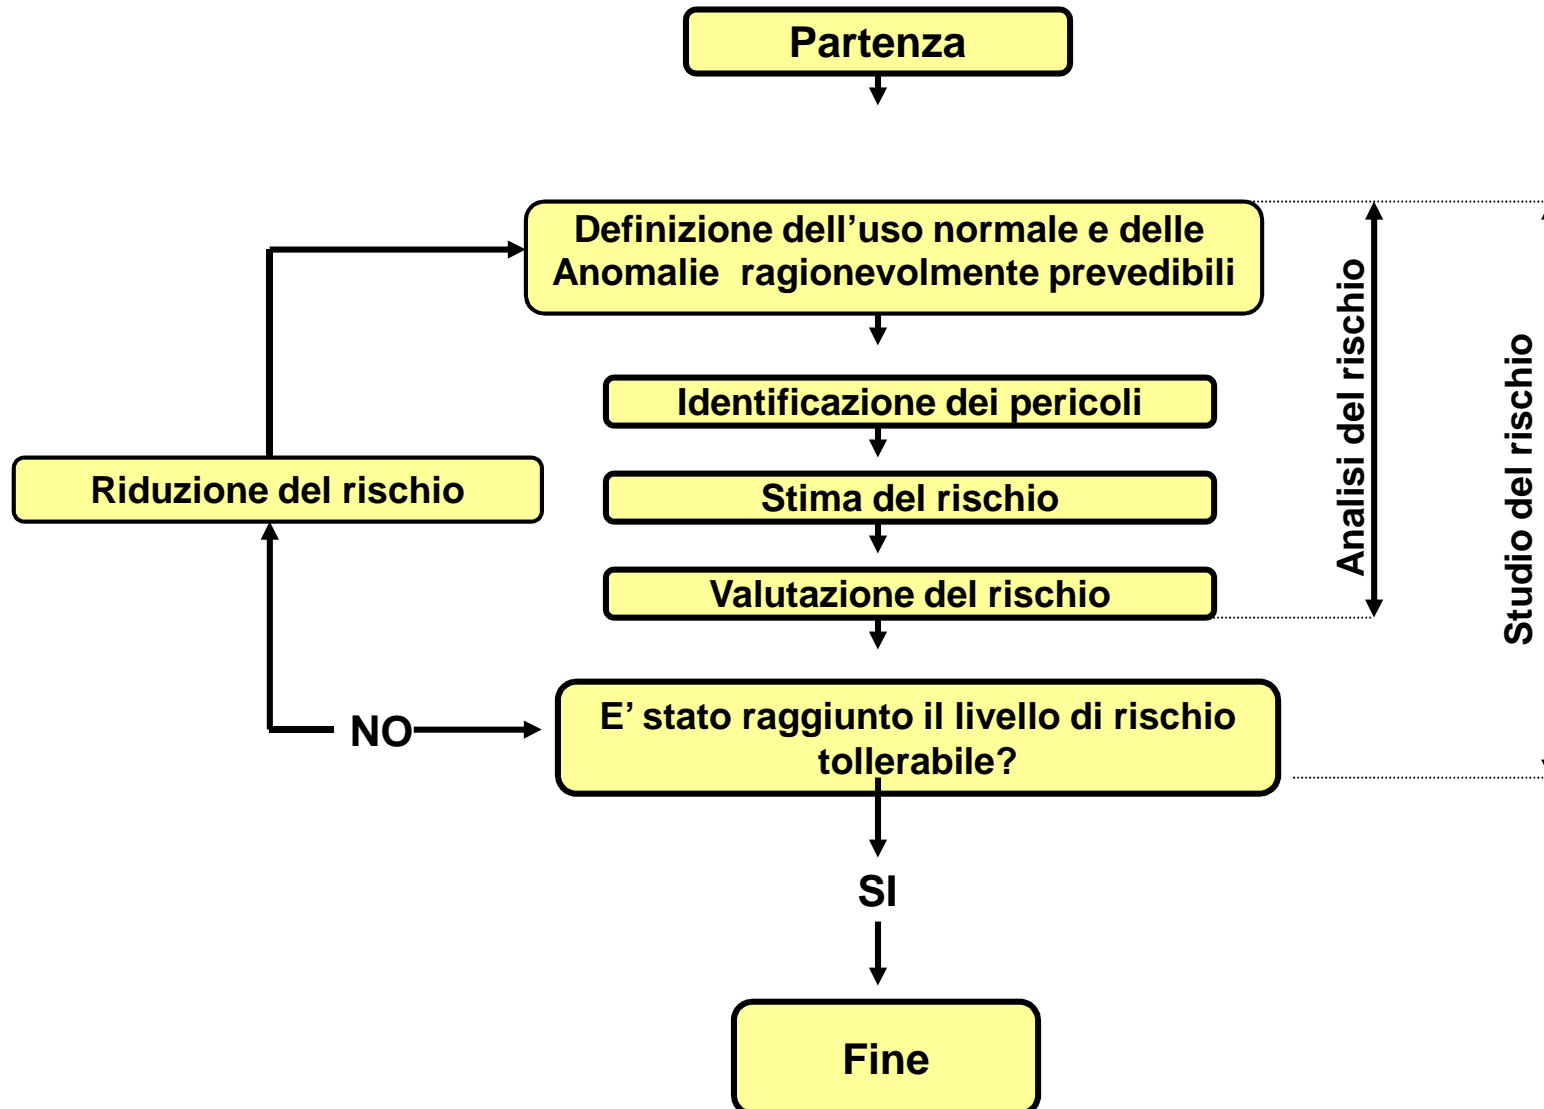 Partenza
Definizione dell’uso normale e delle
Anomalie ragionevolmente prevedibili
Identificazione dei pericoli
Riduzione del rischio
Stima del rischio
Valutazione del rischio
Analisi del rischio
Studio del rischio
NO
E’ stato raggiunto il livello di rischio
tollerabile?
SI
Fine